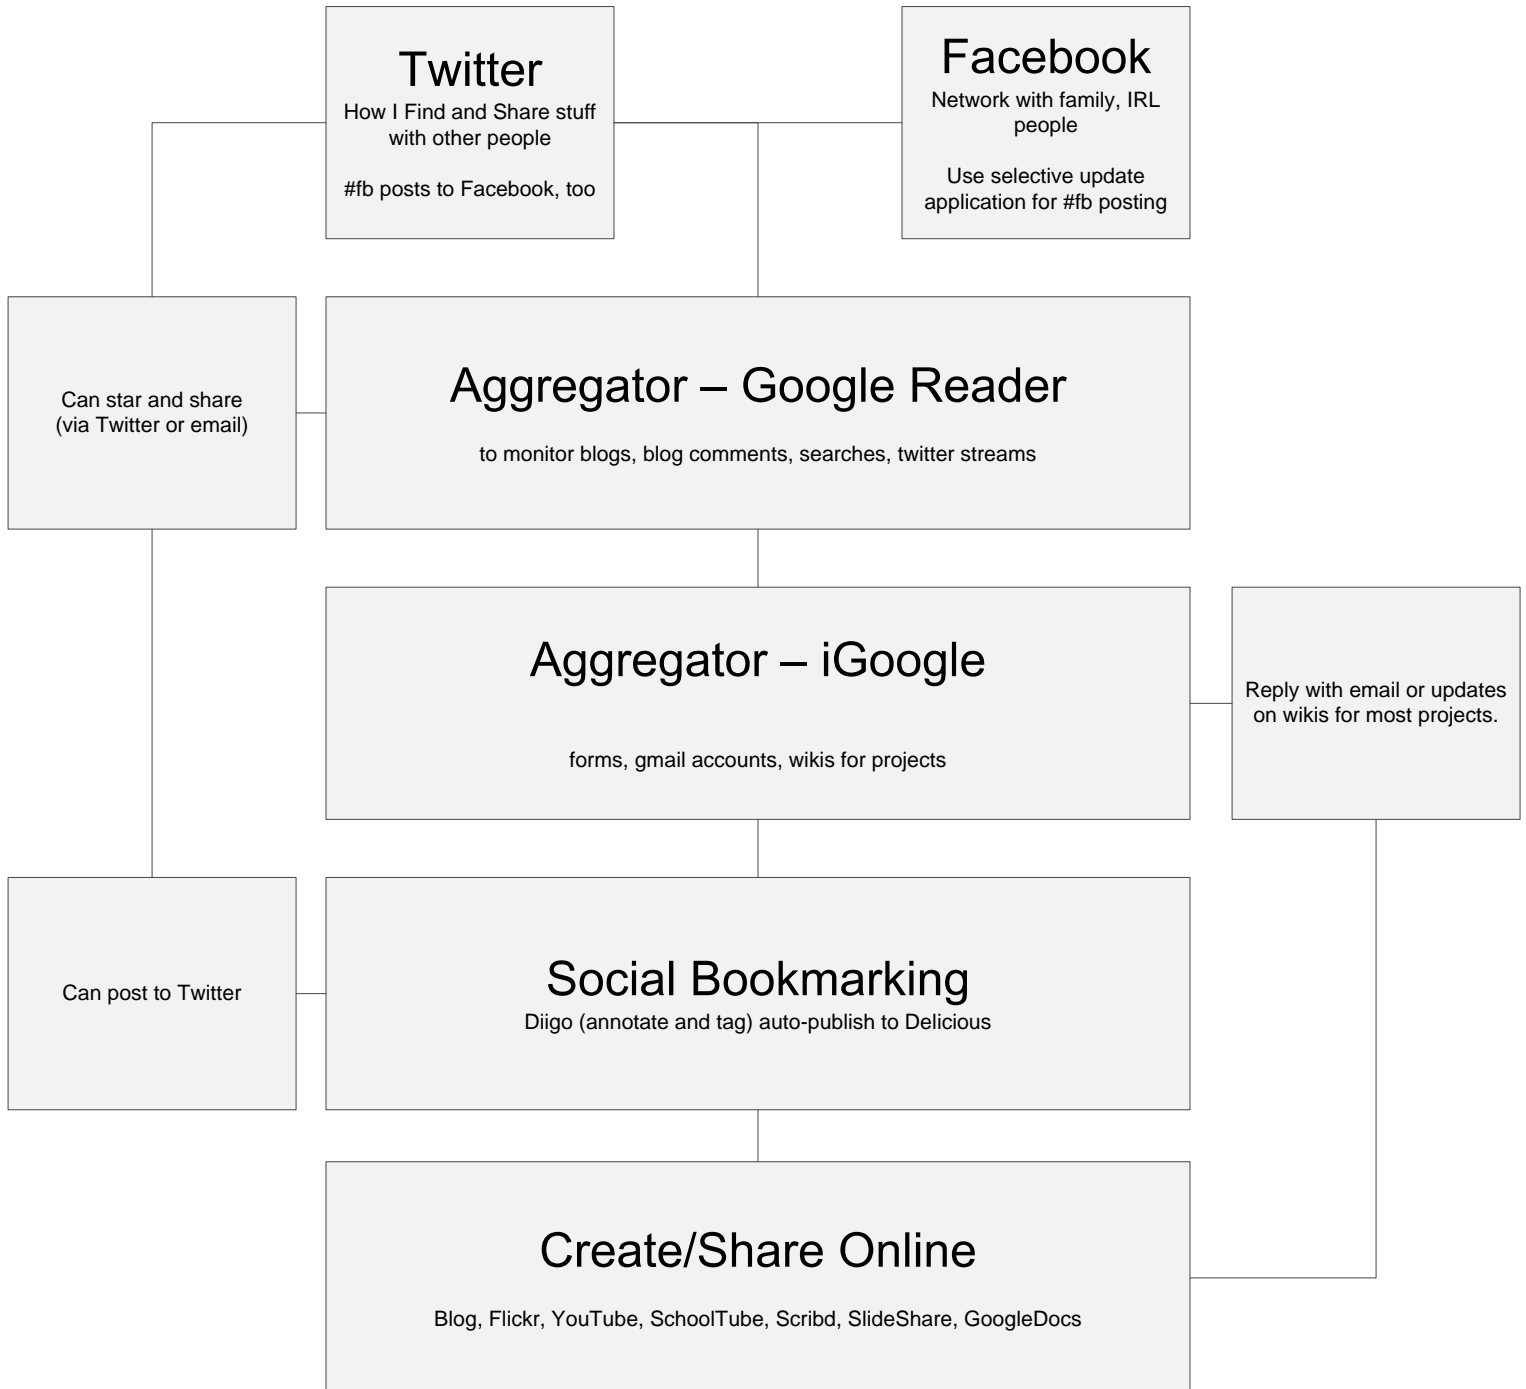 Twitter
How I Find and Share stuff
with other people
#fb posts to Facebook, too
Facebook
Network with family, IRL
people
Use selective update
application for #fb posting
Can star and share
(via Twitter or email)
Aggregator – Google Reader
to monitor blogs, blog comments, searches, twitter streams
Aggregator – iGoogle
forms, gmail accounts, wikis for projects
Reply with email or updates
on wikis for most projects.
Can post to Twitter
Social Bookmarking
Diigo (annotate and tag) auto-publish to Delicious
Create/Share Online
Blog, Flickr, YouTube, SchoolTube, Scribd, SlideShare, GoogleDocs